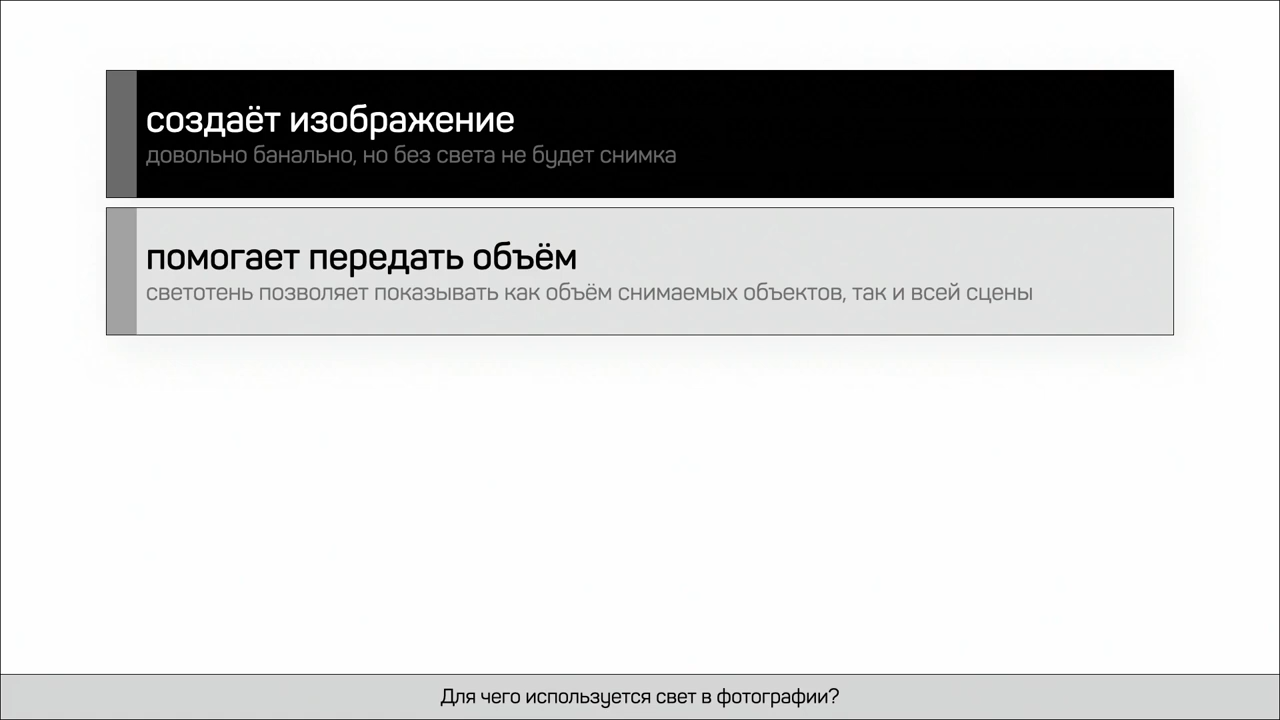 создаёт изображение
довольно банально, но без света не будет снимка
помогает передать объём
светотень позволяет показывать как объём снимаемых объектов, так и всей сцены
Для чего используется свет в фотографии?